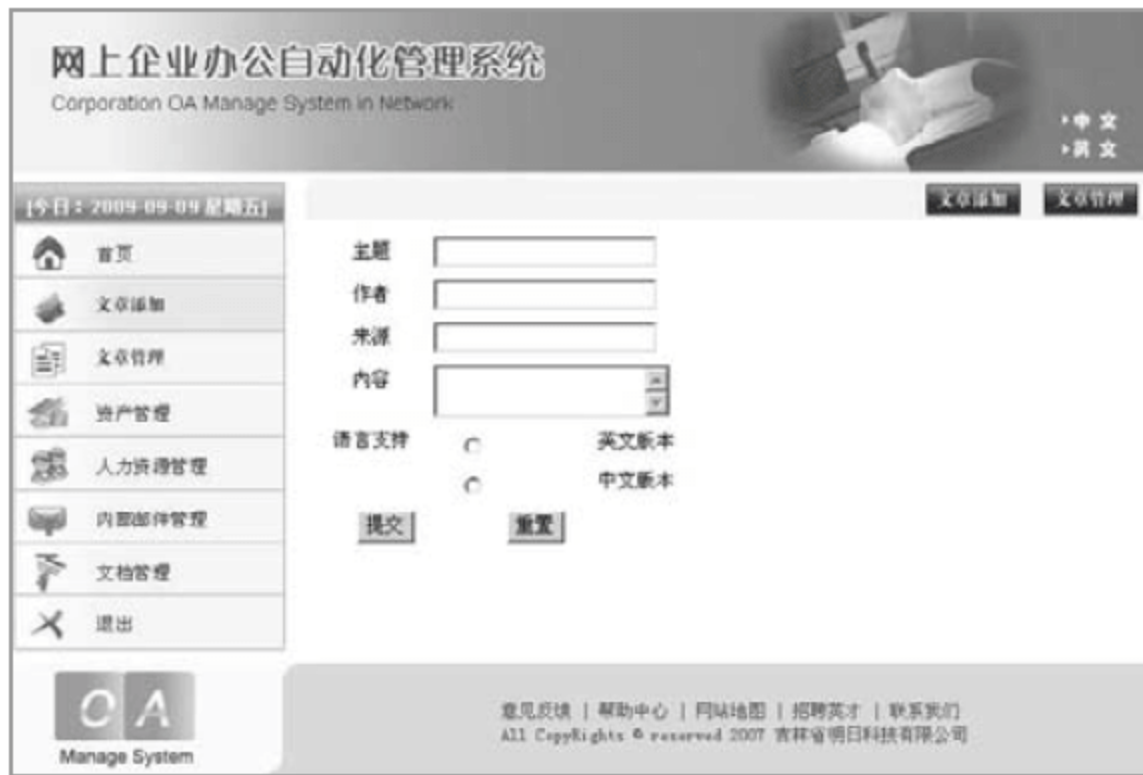 网上企业办公自动化管理系统
Corporation OA Manage System in Network
中 文
英 文
[今日：2009-09-09 星期五]
文章添加 文章管理
首页
文章添加
文章管理
资产管理
人力资源管理
内部邮件管理
文档管理
退出
主题
作者
来源
内容
语言支持 英文版本
中文版本
提交 重置
OA
Manage System
意见反馈 | 帮助中心 | 网站地图 | 招聘英才 | 联系我们
All CopyRights © reserved 2007 吉林省明日科技有限公司